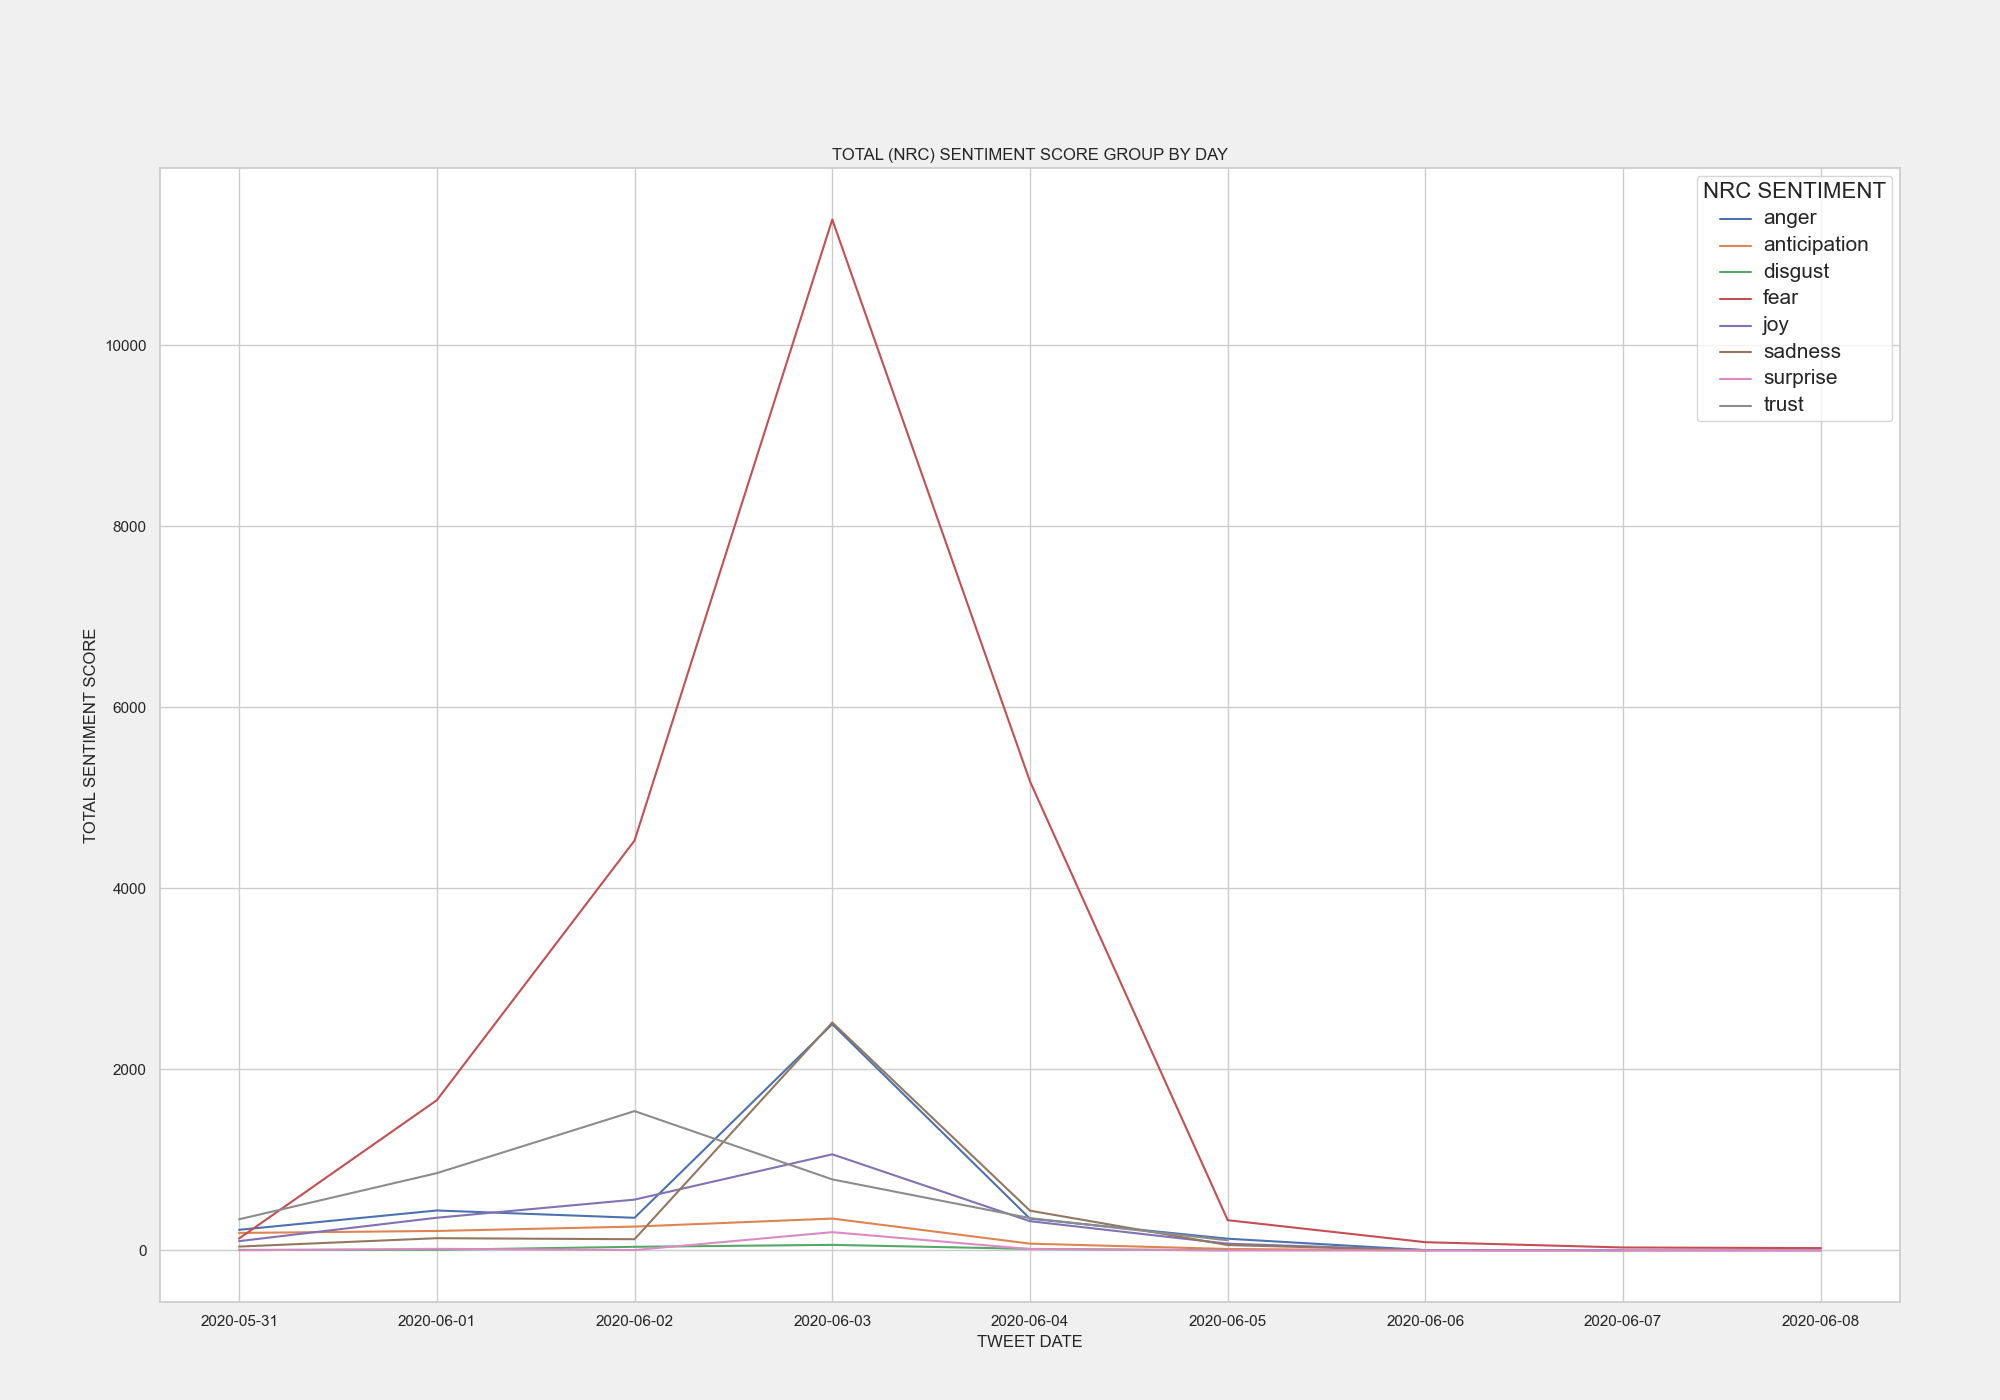 TOTAL (NRC) SENTIMENT SCORE GROUP BY DAY
NRC SENTIMENT
anger
anticipation
disgust
fear
joy
sadness
surprise
trust
TOTAL SENTIMENT SCORE
10000
8000
6000
4000
2000
0
2020-05-31 2020-06-01 2020-06-02 2020-06-03 2020-06-04 2020-06-05 2020-06-06 2020-06-07 2020-06-08
TWEET DATE